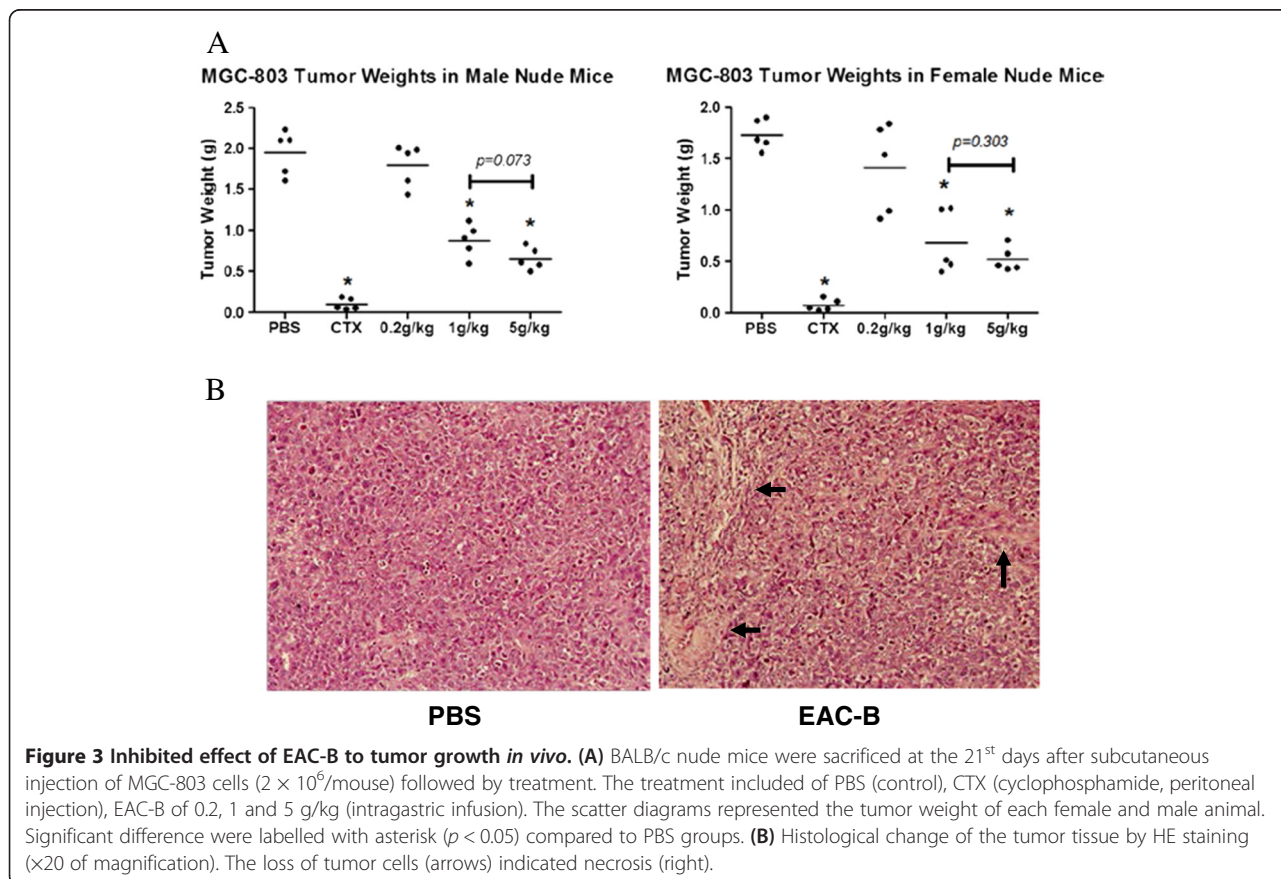 A
MGC-803 Tumor Weights in Male Nude Mice
Tumor Weight (g)
2.5
2.0
1.5
1.0
0.5
0.0
*
*
*
p=0.073
PBS CTX 0.2g/kg 1g/kg 5g/kg
MGC-803 Tumor Weights in Female Nude Mice
Tumor Weight (g)
2.0
1.5
1.0
0.5
0.0
*
*
*
p=0.303
PBS CTX 0.2g/kg 1g/kg 5g/kg
B
PBS EAC-B
Figure 3 Inhibited effect of EAC-B to tumor growth in vivo. (A) BALB/c nude mice were sacrificed at the 21st days after subcutaneous
injection of MGC-803 cells (2 × 10⁶/mouse) followed by treatment. The treatment included of PBS (control), CTX (cyclophosphamide, peritoneal
injection), EAC-B of 0.2, 1 and 5 g/kg (intragastric infusion). The scatter diagrams represented the tumor weight of each female and male animal.
Significant difference were labelled with asterisk (p < 0.05) compared to PBS groups. (B) Histological change of the tumor tissue by HE staining
(×20 of magnification). The loss of tumor cells (arrows) indicated necrosis (right).